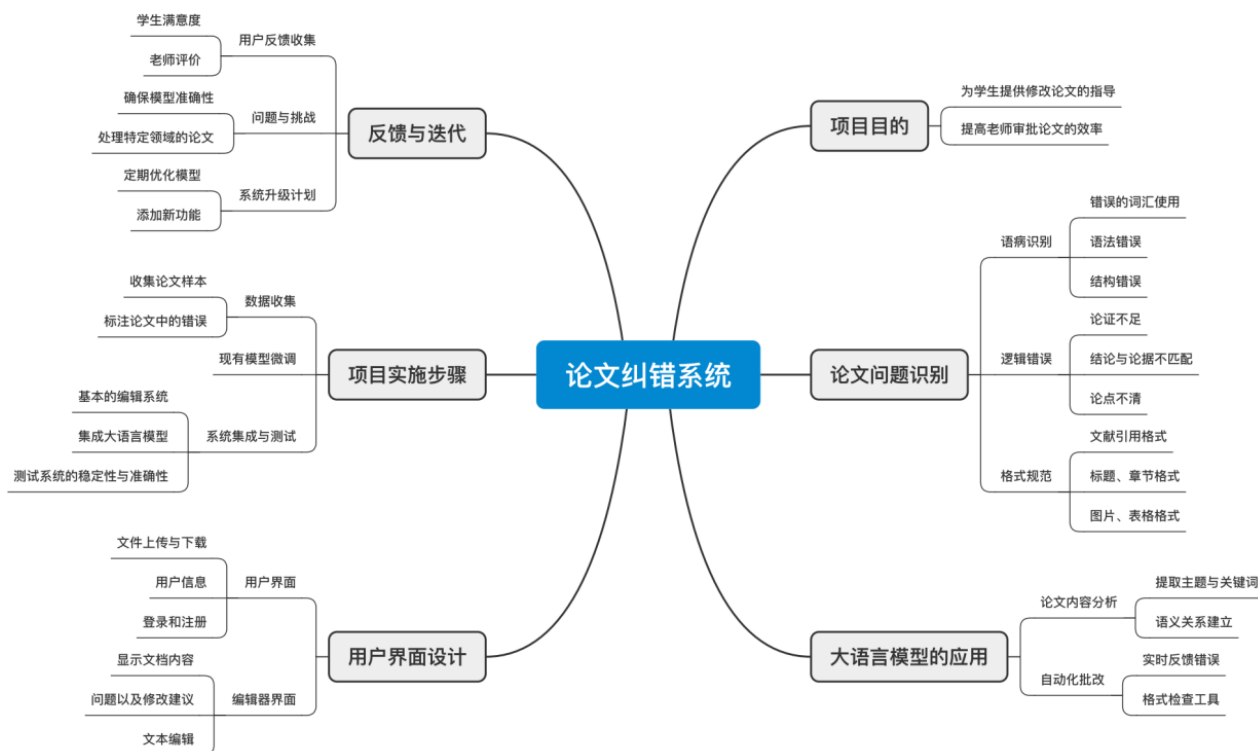 论文纠错系统
反馈与迭代
用户反馈收集
学生满意度
老师评价
问题与挑战
确保模型准确性
处理特定领域的论文
系统升级计划
定期优化模型
添加新功能
项目实施步骤
数据收集
收集论文样本
标注论文中的错误
现有模型微调
系统集成与测试
基本的编辑系统
集成大语言模型
测试系统的稳定性与准确性
用户界面设计
用户界面
文件上传与下载
用户信息
登录和注册
编辑器界面
显示文档内容
问题以及修改建议
文本编辑
项目目的
为学生提供修改论文的指导
提高老师审批论文的效率
论文问题识别
语病识别
错误的词汇使用
语法错误
结构错误
逻辑错误
论证不足
结论与论据不匹配
论点不清
格式规范
文献引用格式
标题、章节格式
图片、表格格式
大语言模型的应用
论文内容分析
提取主题与关键词
语义关系建立
自动化批改
实时反馈错误
格式检查工具